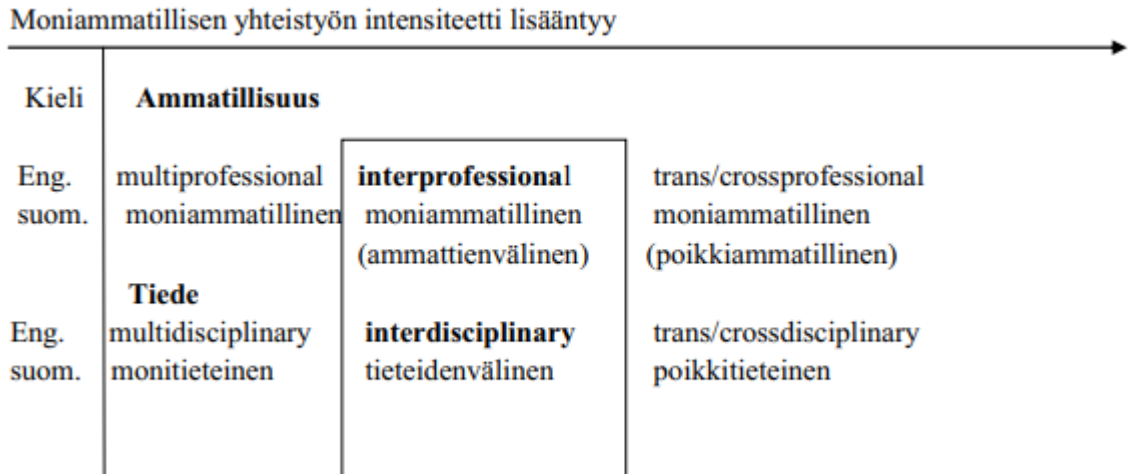 Moniammatillisen yhteistyön intensiteetti lisääntyy
Kieli Ammatillisuus
Eng. multiprofessional interprofessional trans/crossprofessional
suom. moniammatillinen moniammatillinen moniammatillinen
(ammattienvälinen) (poikkiammatillinen)
Tiede
Eng. multidisciplinary interdisciplinary trans/crossdisciplinary
suom. monitieteinen tieteidenvälinen poikkitieteinen